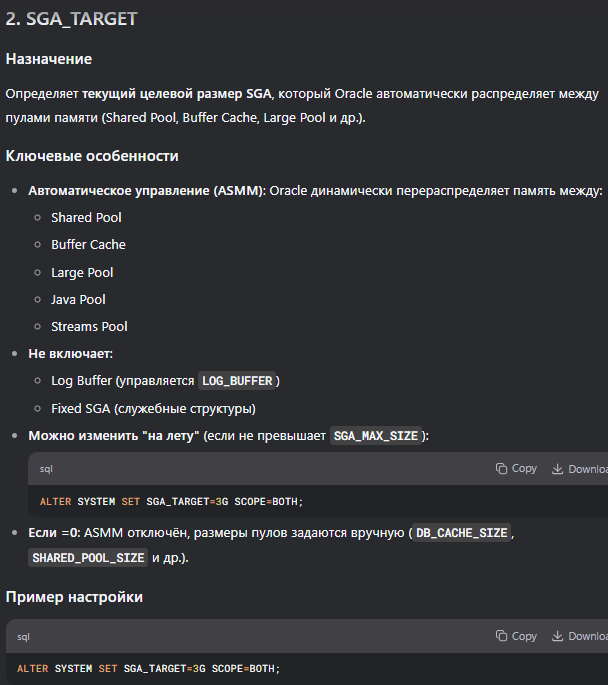 2. SGA_TARGET
Назначение
Определяет текущий целевой размер SGA, который Oracle автоматически распределяет между
пулами памяти (Shared Pool, Buffer Cache, Large Pool и др.).
Ключевые особенности
Автоматическое управление (ASMM): Oracle динамически перераспределяет память между:
Shared Pool
Buffer Cache
Large Pool
Java Pool
Streams Pool
Не включает:
Log Buffer (управляется LOG_BUFFER)
Fixed SGA (служебные структуры)
Можно изменить "на лету" (если не превышает SGA_MAX_SIZE):
sql Copy Downloa
ALTER SYSTEM SET SGA_TARGET=3G SCOPE=BOTH;
Если =0: ASMM отключён, размеры пулов задаются вручную (DB_CACHE_SIZE,
SHARED_POOL_SIZE и др.).
Пример настройки
sql Copy Downloa
ALTER SYSTEM SET SGA_TARGET=3G SCOPE=BOTH;